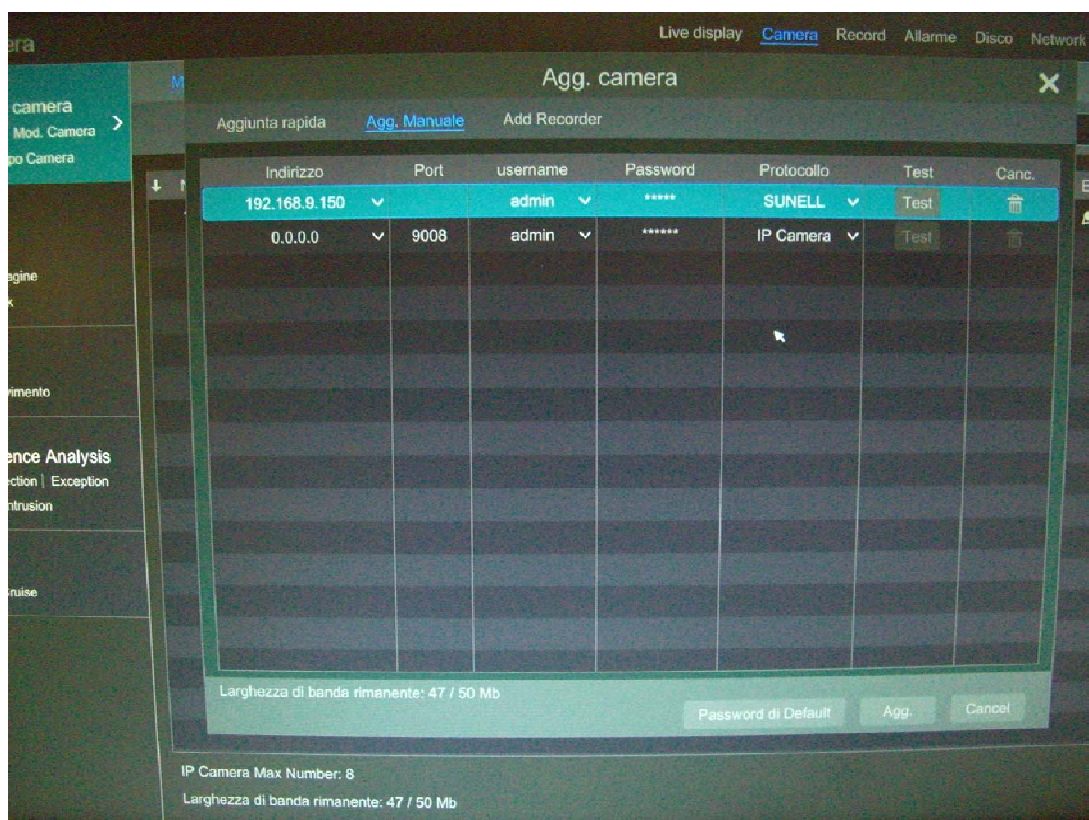 era
Live display Camera Record Allarme Disco Network
Agg. camera
camera
Mod. Camera
po Camera
Aggiunta rapida Agg. Manuale Add Recorder
Indirizzo Port username Password Protocollo Test Canc.
192.168.9.150 admin ***** SUNELL Test
0.0.0.0 9008 admin ****** IP Camera Test
agine
vimento
ence Analysis
ction | Exception
ntrusion
ruise
Larghezza di banda rimanente: 47 / 50 Mb
Password di Default Agg. Cancel
IP Camera Max Number: 8
Larghezza di banda rimanente: 47 / 50 Mb